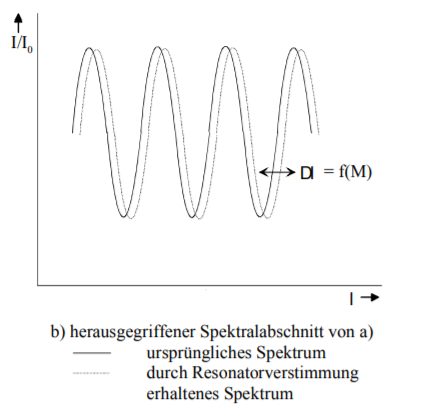 I/I₀
Dl = f(M)
l
b) herausgegriffener Spektralabschnitt von a)
ursprüngliches Spektrum
durch Resonatorverstimmung
erhaltenes Spektrum